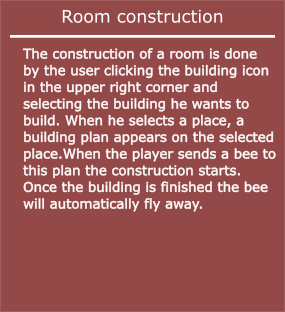 Room construction
The construction of a room is done
by the user clicking the building icon
in the upper right corner and
selecting the building he wants to
build. When he selects a place, a
building plan appears on the selected
place.When the player sends a bee to
this plan the construction starts.
Once the building is finished the bee
will automatically fly away.